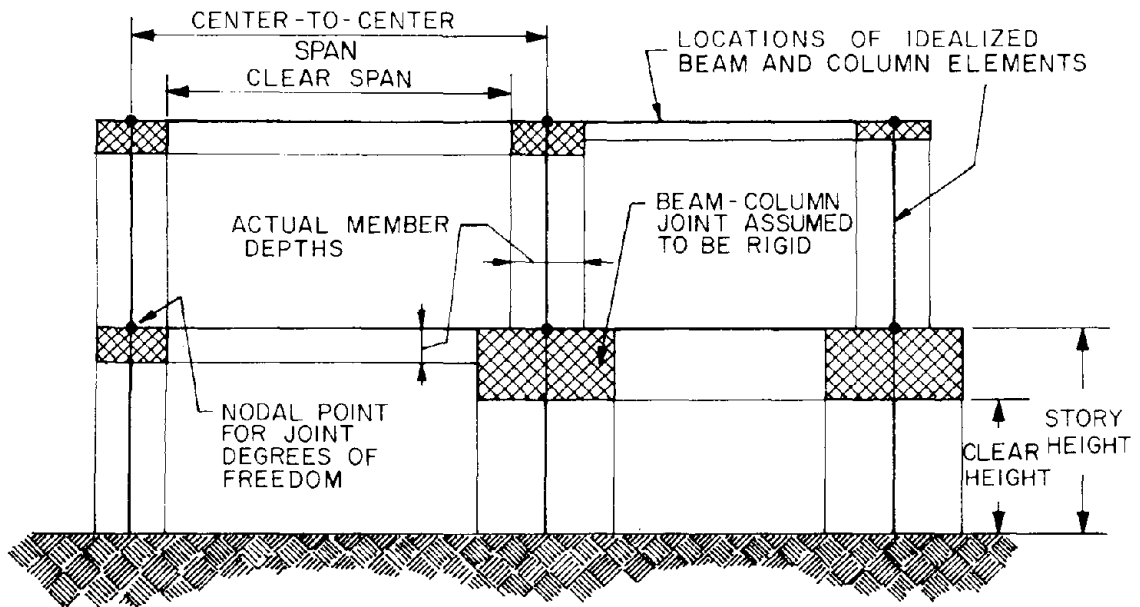 CENTER-TO-CENTER
SPAN
CLEAR SPAN
LOCATIONS OF IDEALIZED
BEAM AND COLUMN ELEMENTS
ACTUAL MEMBER
DEPTHS
BEAM-COLUMN
JOINT ASSUMED
TO BE RIGID
NODAL POINT
FOR JOINT
DEGREES OF
FREEDOM
CLEAR
HEIGHT
STORY
HEIGHT